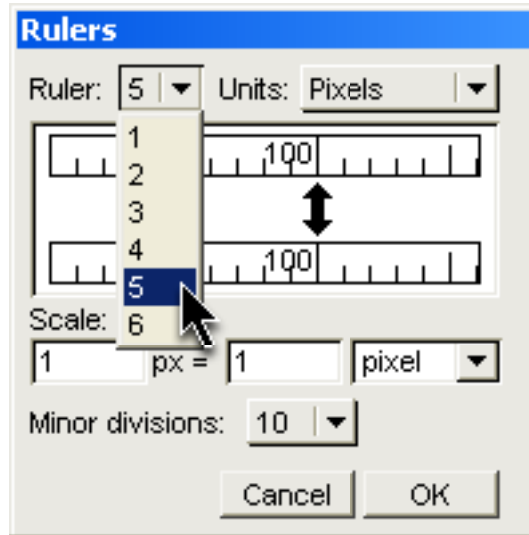 Rulers
Ruler: 5 Units: Pixels
1
2
3
4
5
6
100
100
Scale:
1 px = 1 pixel
Minor divisions: 10
Cancel OK